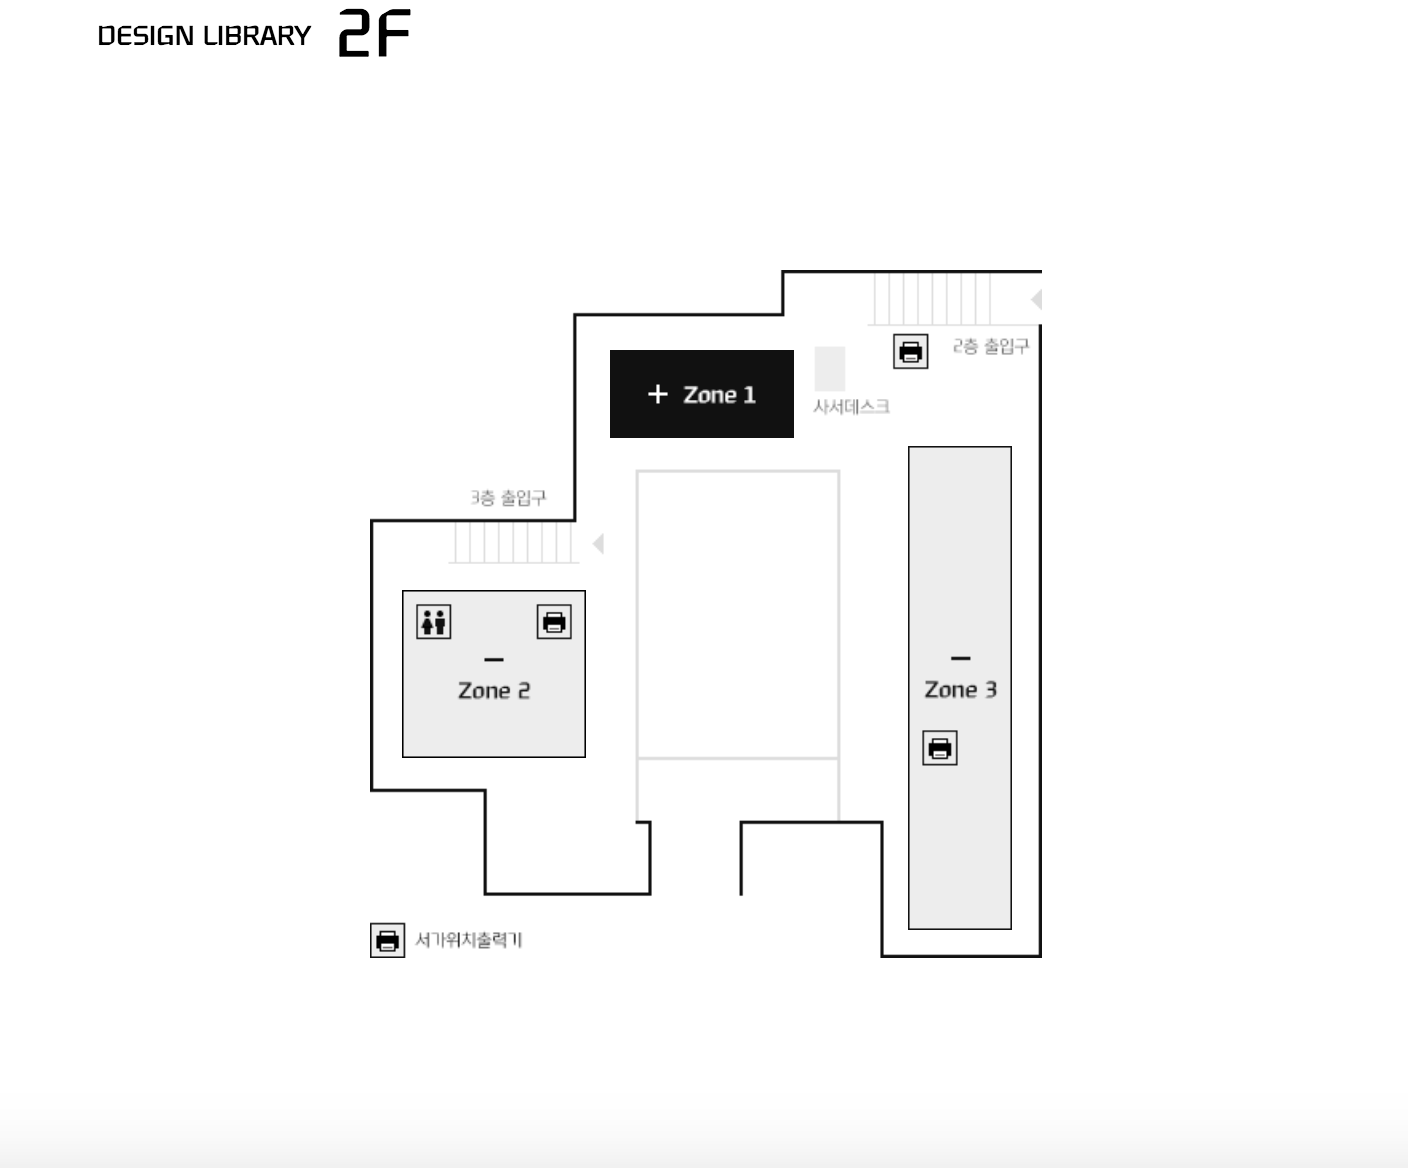 DESIGN LIBRARY 2F
2층 출입구
+ Zone 1
사서데스크
3층 출입구
Zone 2
Zone 3
서가위치출력기